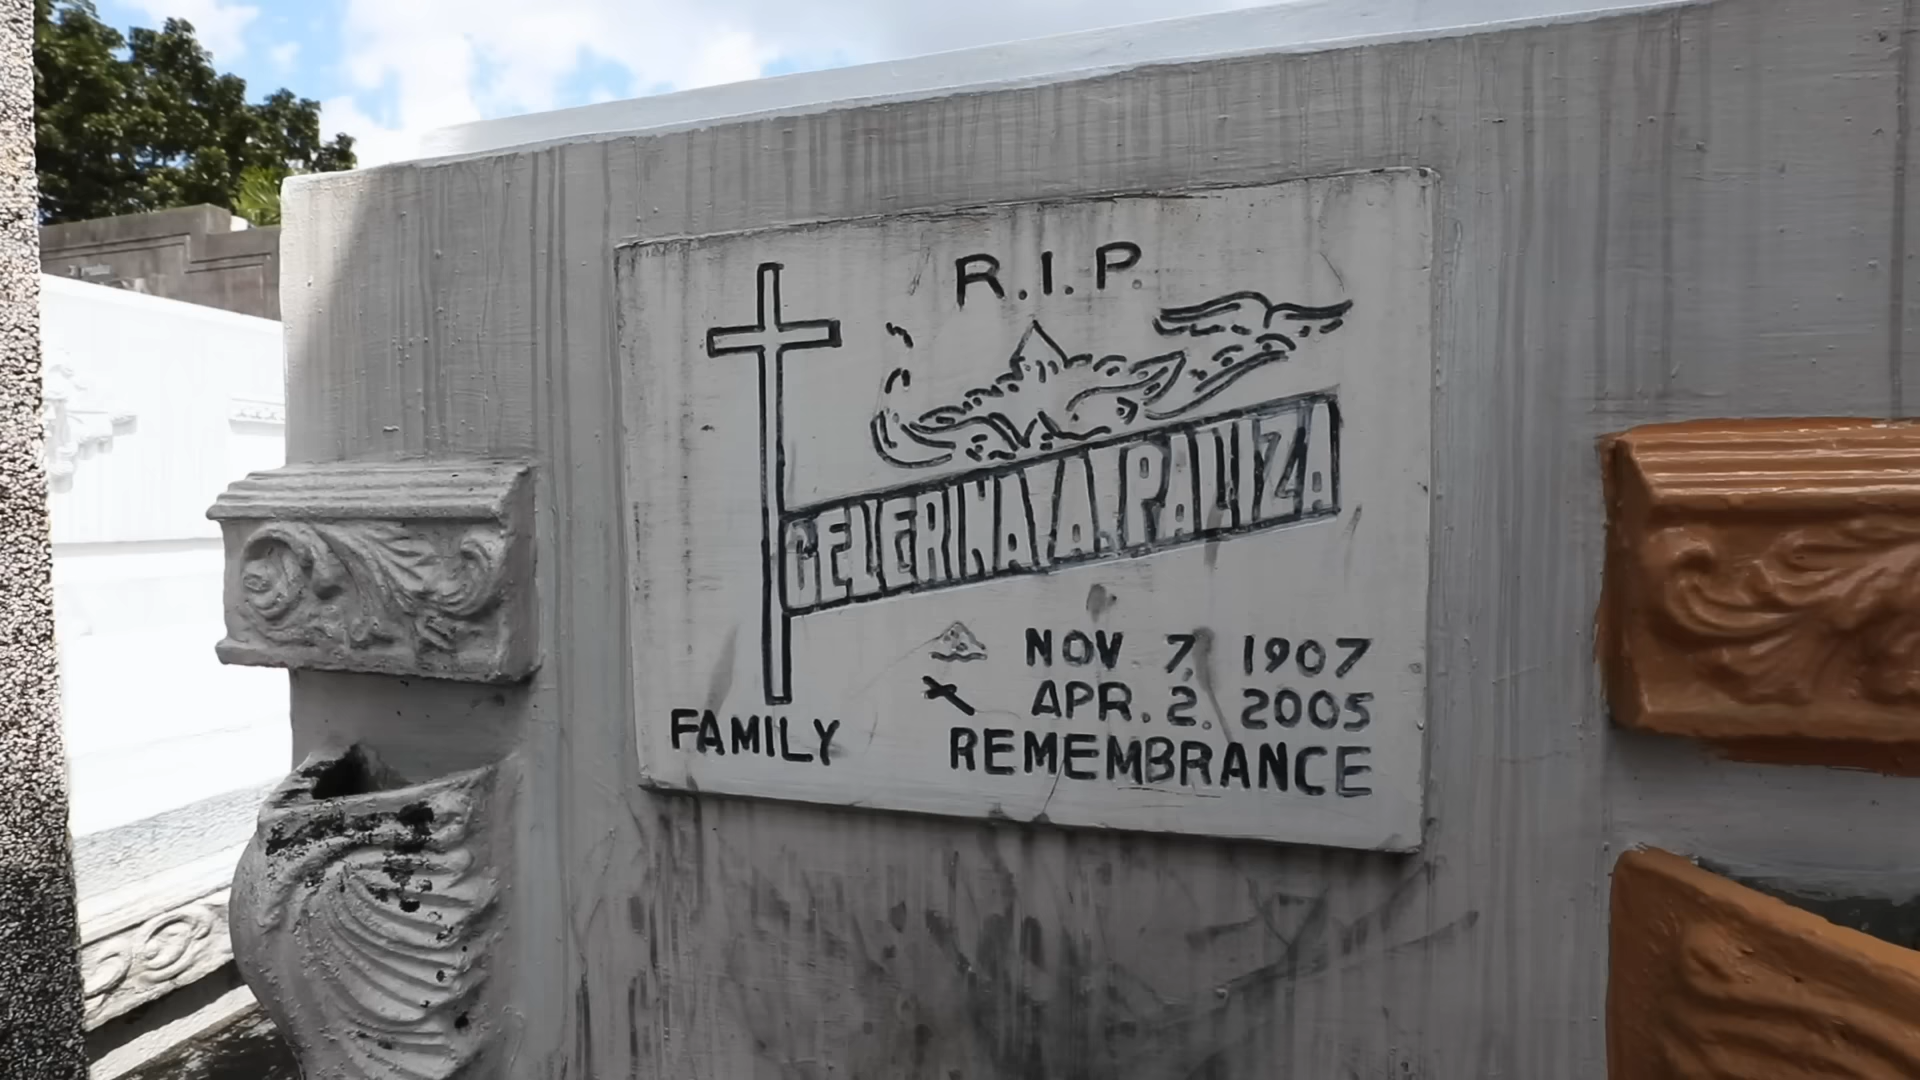 R.I.P.
CELERINA A. PALIZA
NOV 7, 1907
APR. 2. 2005
FAMILY REMEMBRANCE